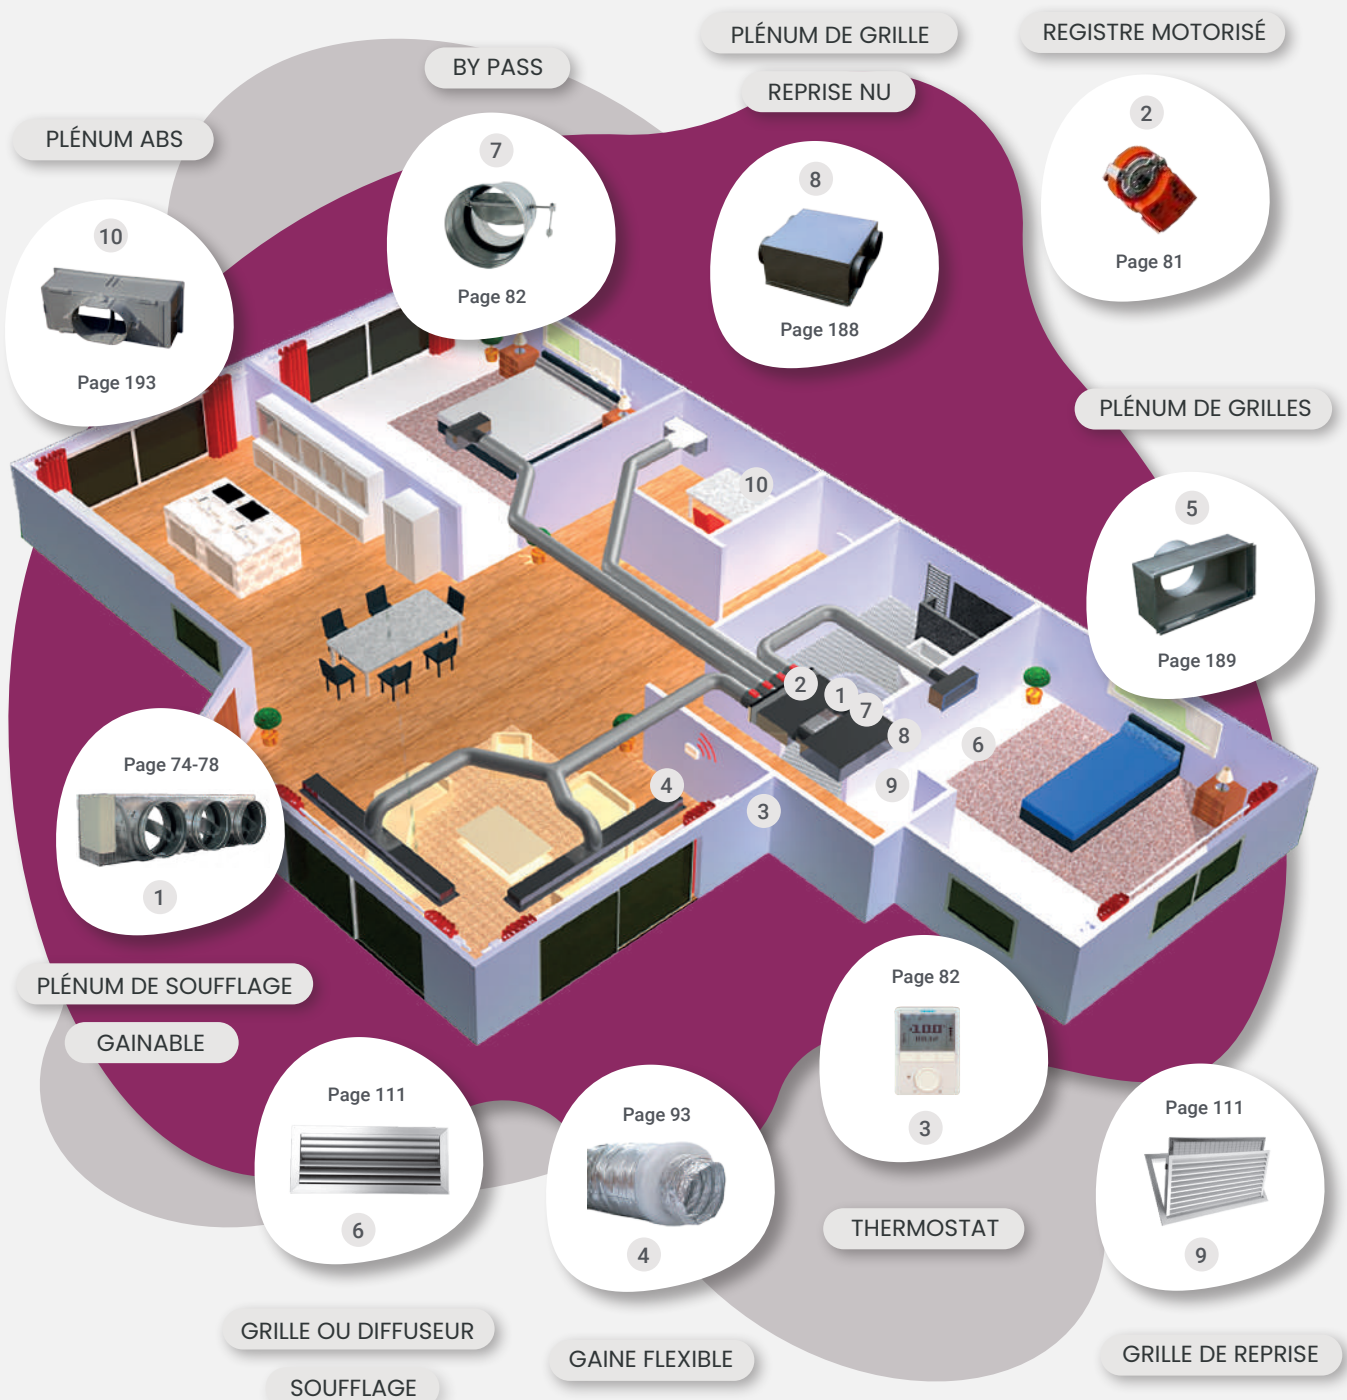 PLÉNUM DE GRILLE
REPRISE NU
8
Page 188
REGISTRE MOTORISÉ
2
Page 81
BY PASS
7
Page 82
PLÉNUM ABS
10
Page 193
PLÉNUM DE GRILLES
5
Page 189
10
2
1
7
8
6
9
4
3
Page 74-78
1
PLÉNUM DE SOUFFLAGE
GAINABLE
Page 111
6
GRILLE OU DIFFUSEUR
SOUFFLAGE
Page 93
4
GAINE FLEXIBLE
Page 82
3
THERMOSTAT
Page 111
9
GRILLE DE REPRISE